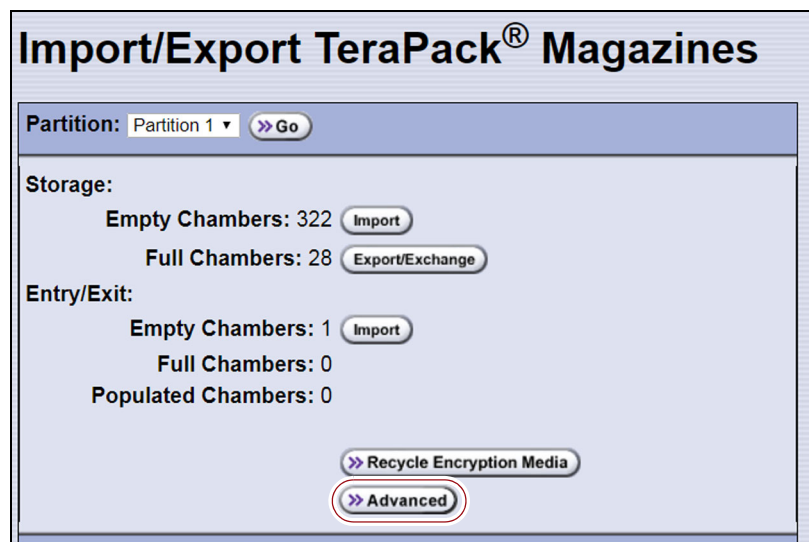 Import/Export TeraPack® Magazines
Partition: Partition 1 ▼ >> Go
Storage:
Empty Chambers: 322 Import
Full Chambers: 28 Export/Exchange
Entry/Exit:
Empty Chambers: 1 Import
Full Chambers: 0
Populated Chambers: 0
>> Recycle Encryption Media
>> Advanced